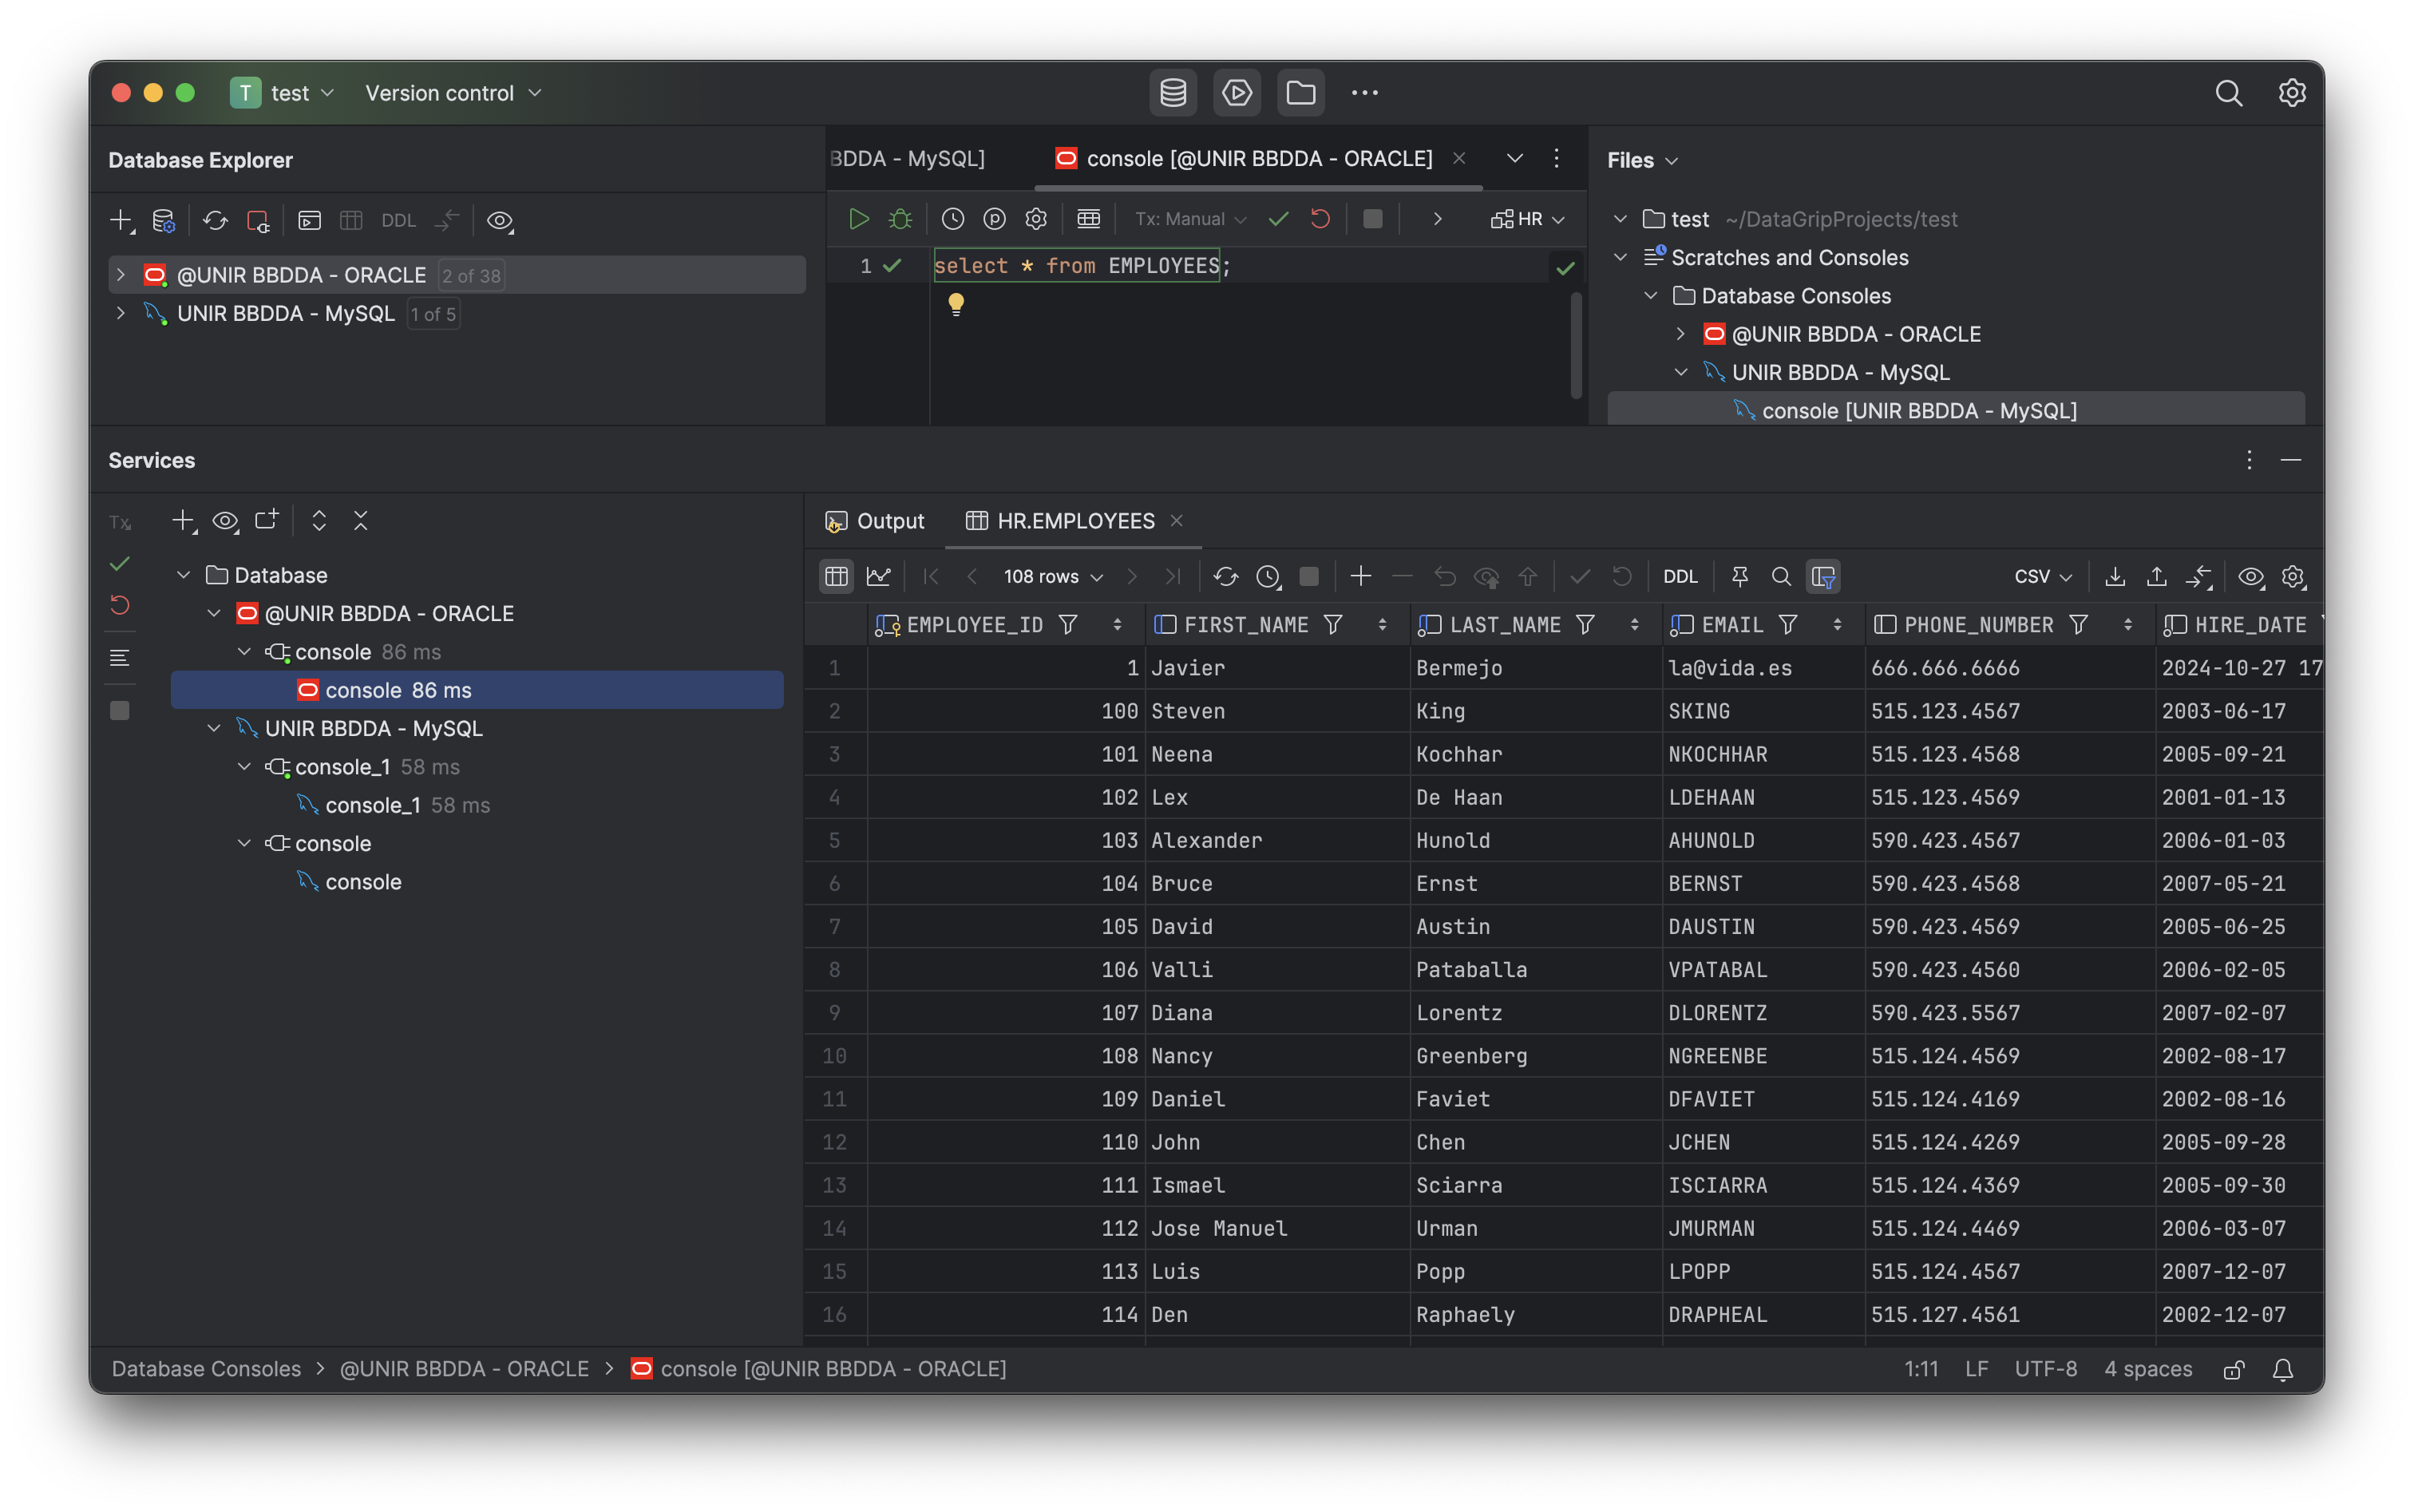 T test Version control
Database Explorer
DDL
@UNIR BBDDA - ORACLE 2 of 38
UNIR BBDDA - MySQL 1 of 5
BDDA - MySQL] console [@UNIR BBDDA - ORACLE]
Tx: Manual HR
1 select * from EMPLOYEES;
Files
test ~/DataGripProjects/test
Scratches and Consoles
Database Consoles
@UNIR BBDDA - ORACLE
UNIR BBDDA - MySQL
console [UNIR BBDDA - MySQL]
Services
Tx
Database
@UNIR BBDDA - ORACLE
console 86 ms
console 86 ms
UNIR BBDDA - MySQL
console_1 58 ms
console_1 58 ms
console
console
Output HR.EMPLOYEES
108 rows DDL CSV
EMPLOYEE_ID FIRST_NAME LAST_NAME EMAIL PHONE_NUMBER HIRE_DATE
1 1 Javier Bermejo la@vida.es 666.666.6666 2024-10-27 17
2 100 Steven King SKING 515.123.4567 2003-06-17
3 101 Neena Kochhar NKOCHHAR 515.123.4568 2005-09-21
4 102 Lex De Haan LDEHAAN 515.123.4569 2001-01-13
5 103 Alexander Hunold AHUNOLD 590.423.4567 2006-01-03
6 104 Bruce Ernst BERNST 590.423.4568 2007-05-21
7 105 David Austin DAUSTIN 590.423.4569 2005-06-25
8 106 Valli Pataballa VPATABAL 590.423.4560 2006-02-05
9 107 Diana Lorentz DLORENTZ 590.423.5567 2007-02-07
10 108 Nancy Greenberg NGREENBE 515.124.4569 2002-08-17
11 109 Daniel Faviet DFAVIET 515.124.4169 2002-08-16
12 110 John Chen JCHEN 515.124.4269 2005-09-28
13 111 Ismael Sciarra ISCIARRA 515.124.4369 2005-09-30
14 112 Jose Manuel Urman JMURMAN 515.124.4469 2006-03-07
15 113 Luis Popp LPOPP 515.124.4567 2007-12-07
16 114 Den Raphaely DRAPHEAL 515.127.4561 2002-12-07
Database Consoles > @UNIR BBDDA - ORACLE > console [@UNIR BBDDA - ORACLE] 1:11 LF UTF-8 4 spaces